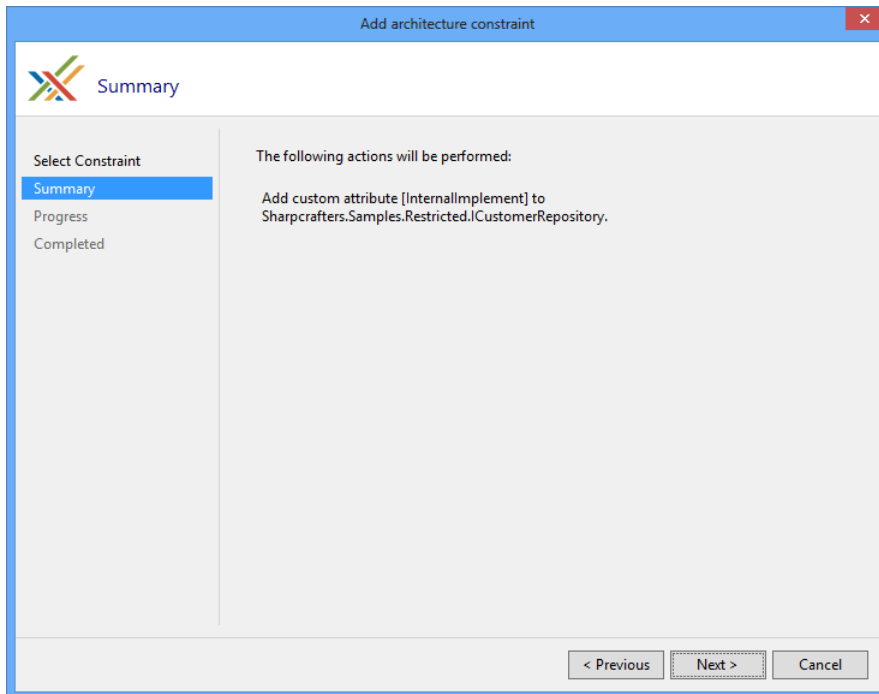 Add architecture constraint
Summary
Select Constraint
Summary
Progress
Completed
The following actions will be performed:
Add custom attribute [InternalImplement] to
Sharpcrafters.Samples.Restricted.ICustomerRepository.
< Previous
Next >
Cancel